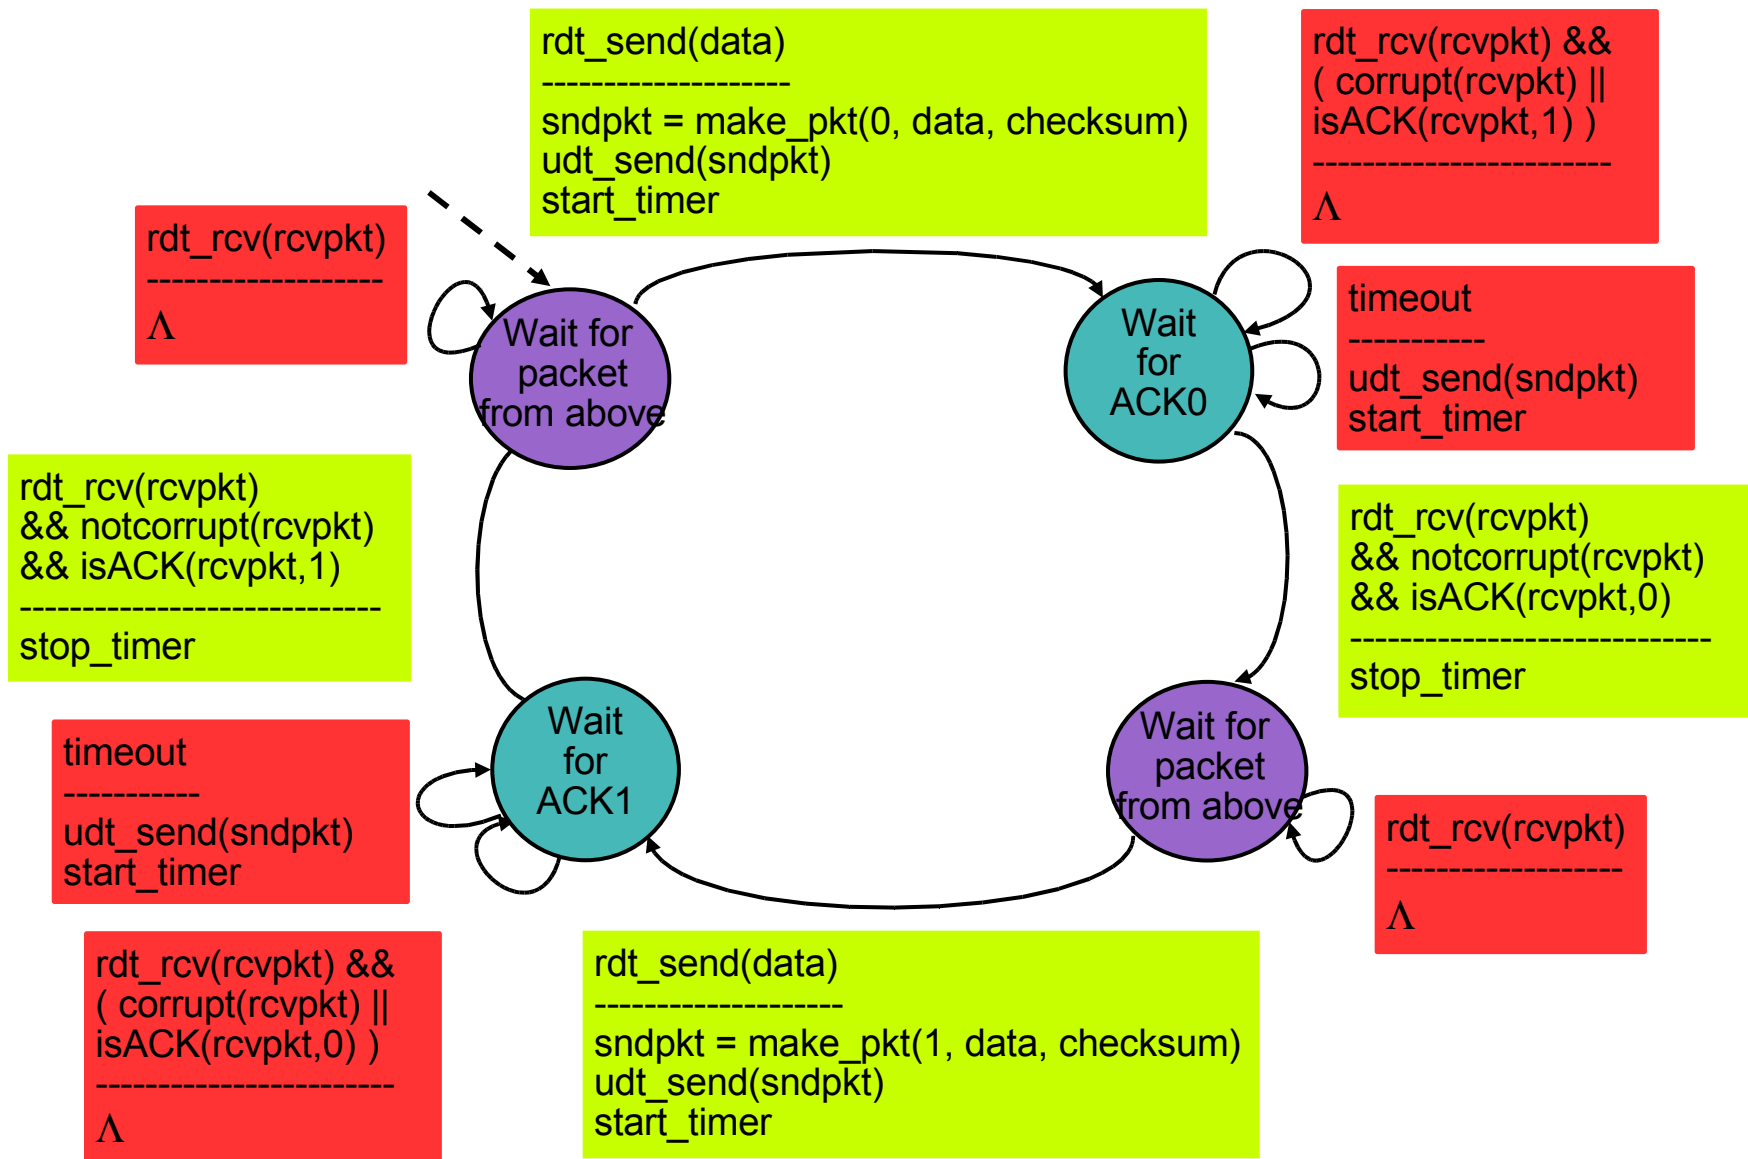 rdt_send(data)
--------------------
sndpkt = make_pkt(0, data, checksum)
udt_send(sndpkt)
start_timer
rdt_rcv(rcvpkt) &&
( corrupt(rcvpkt) ||
isACK(rcvpkt,1) )
------------------------
Λ
rdt_rcv(rcvpkt)
-------------------
Λ
Wait for
packet
from above
Wait
for
ACK0
timeout
-----------
udt_send(sndpkt)
start_timer
rdt_rcv(rcvpkt)
&& notcorrupt(rcvpkt)
&& isACK(rcvpkt,1)
-----------------------------
stop_timer
rdt_rcv(rcvpkt)
&& notcorrupt(rcvpkt)
&& isACK(rcvpkt,0)
-----------------------------
stop_timer
timeout
-----------
udt_send(sndpkt)
start_timer
Wait
for
ACK1
Wait for
packet
from above
rdt_rcv(rcvpkt)
-------------------
Λ
rdt_rcv(rcvpkt) &&
( corrupt(rcvpkt) ||
isACK(rcvpkt,0) )
------------------------
Λ
rdt_send(data)
--------------------
sndpkt = make_pkt(1, data, checksum)
udt_send(sndpkt)
start_timer